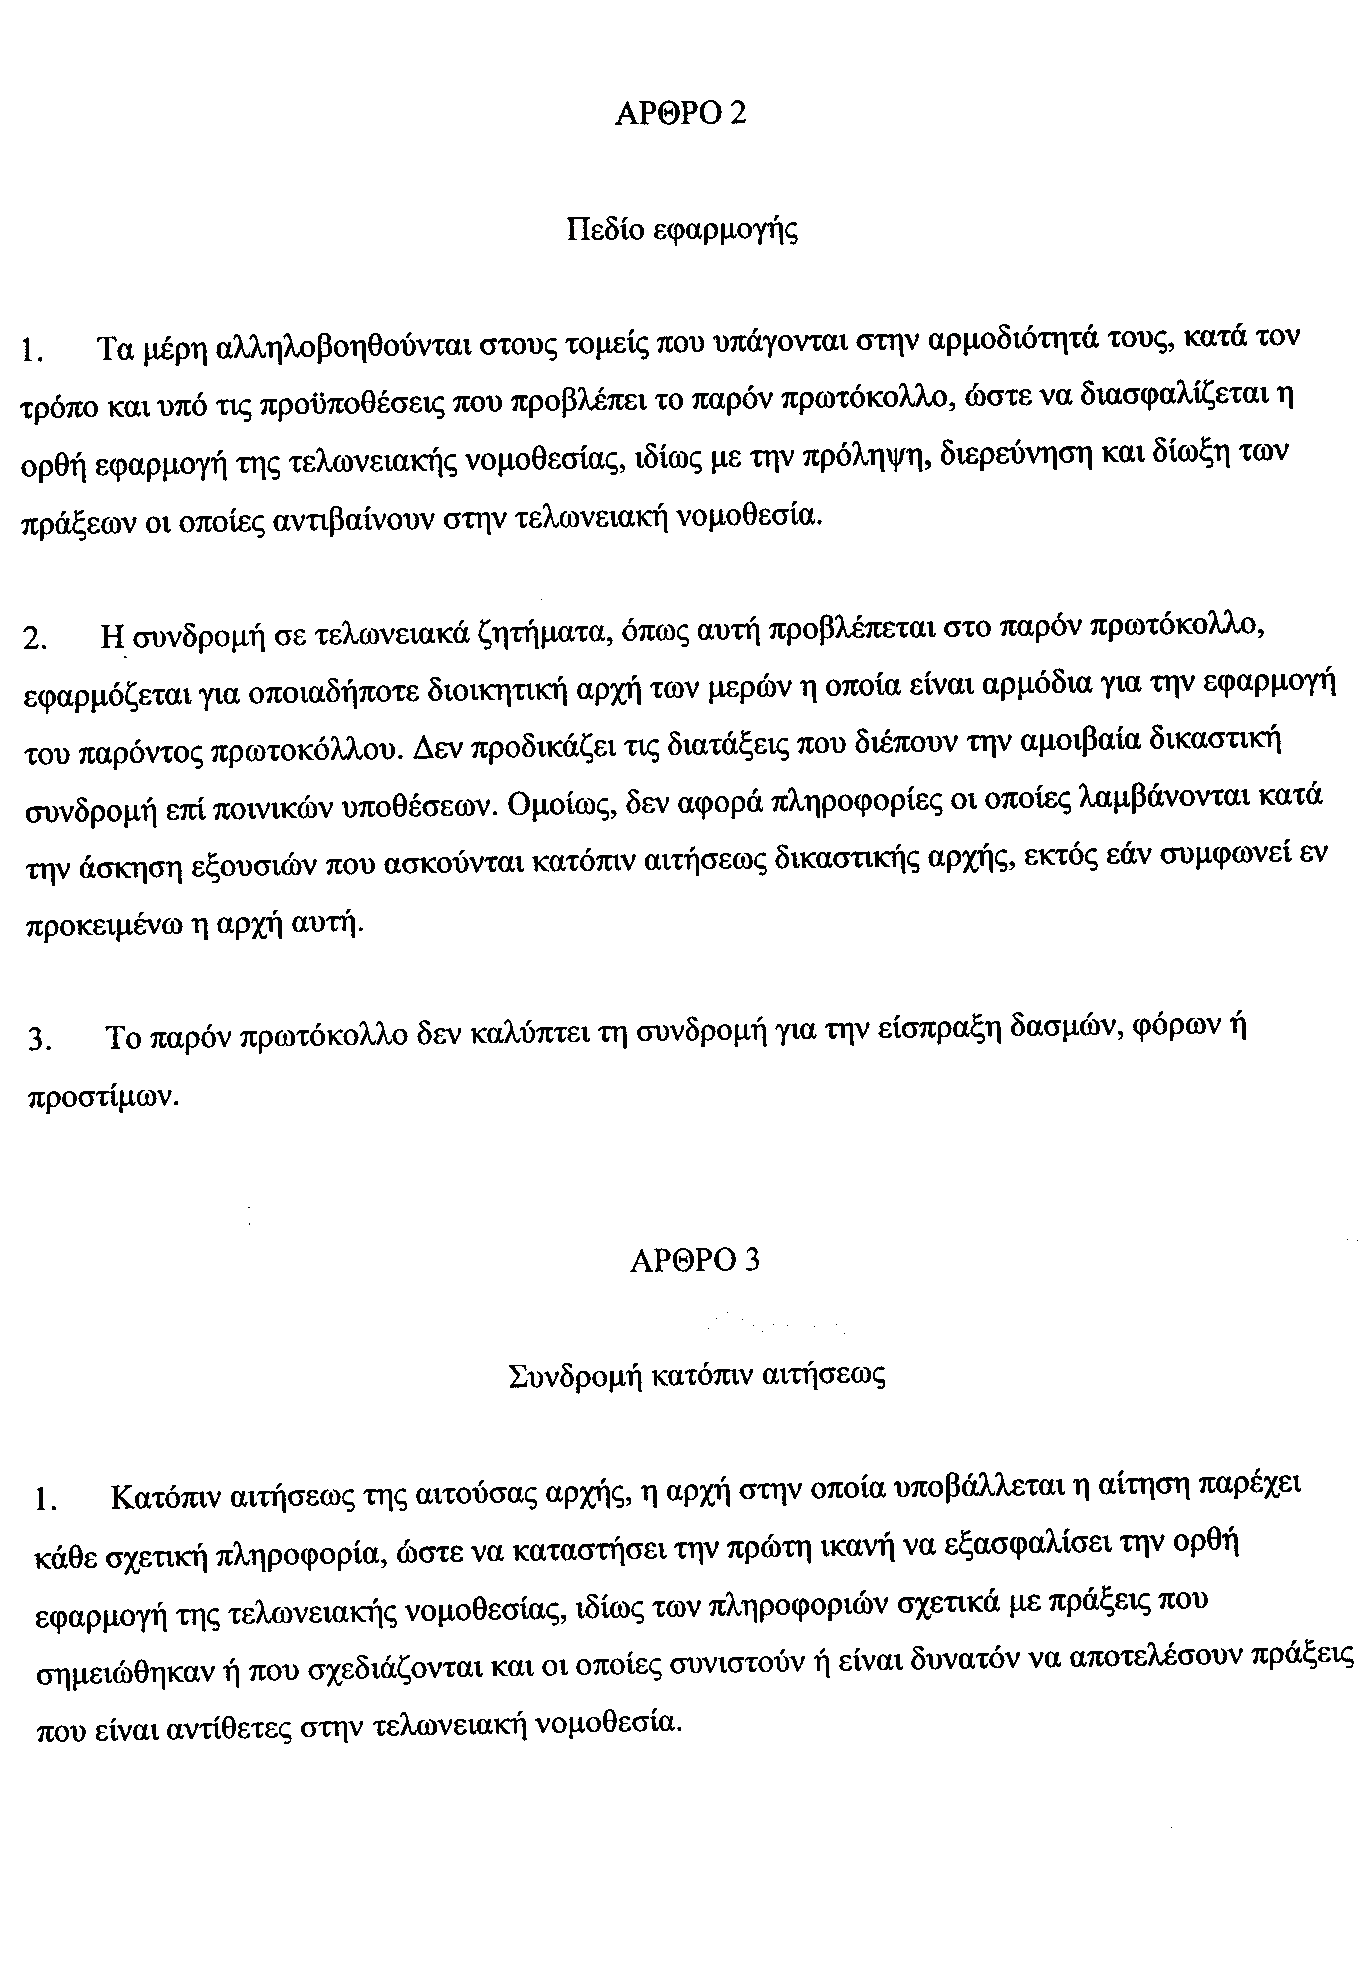 ΑΡΘΡΟ 2
Πεδίο εφαρμογής
1. Τα μέρη αλληλοβοηθούνται στους τομείς που υπάγονται στην αρμοδιότητά τους, κατά τον
τρόπο και υπό τις προϋποθέσεις που προβλέπει το παρόν πρωτόκολλο, ώστε να διασφαλίζεται η
ορθή εφαρμογή της τελωνειακής νομοθεσίας, ιδίως με την πρόληψη, διερεύνηση και δίωξη των
πράξεων οι οποίες αντιβαίνουν στην τελωνειακή νομοθεσία.
2. Η συνδρομή σε τελωνειακά ζητήματα, όπως αυτή προβλέπεται στο παρόν πρωτόκολλο,
εφαρμόζεται για οποιαδήποτε διοικητική αρχή των μερών η οποία είναι αρμόδια για την εφαρμογή
του παρόντος πρωτοκόλλου. Δεν προδικάζει τις διατάξεις που διέπουν την αμοιβαία δικαστική
συνδρομή επί ποινικών υποθέσεων. Ομοίως, δεν αφορά πληροφορίες οι οποίες λαμβάνονται κατά
την άσκηση εξουσιών που ασκούνται κατόπιν αιτήσεως δικαστικής αρχής, εκτός εάν συμφωνεί εν
προκειμένω η αρχή αυτή.
3. Το παρόν πρωτόκολλο δεν καλύπτει τη συνδρομή για την είσπραξη δασμών, φόρων ή
προστίμων.
ΑΡΘΡΟ 3
Συνδρομή κατόπιν αιτήσεως
1. Κατόπιν αιτήσεως της αιτούσας αρχής, η αρχή στην οποία υποβάλλεται η αίτηση παρέχει
κάθε σχετική πληροφορία, ώστε να καταστήσει την πρώτη ικανή να εξασφαλίσει την ορθή
εφαρμογή της τελωνειακής νομοθεσίας, ιδίως των πληροφοριών σχετικά με πράξεις που
σημειώθηκαν ή που σχεδιάζονται και οι οποίες συνιστούν ή είναι δυνατόν να αποτελέσουν πράξεις
που είναι αντίθετες στην τελωνειακή νομοθεσία.